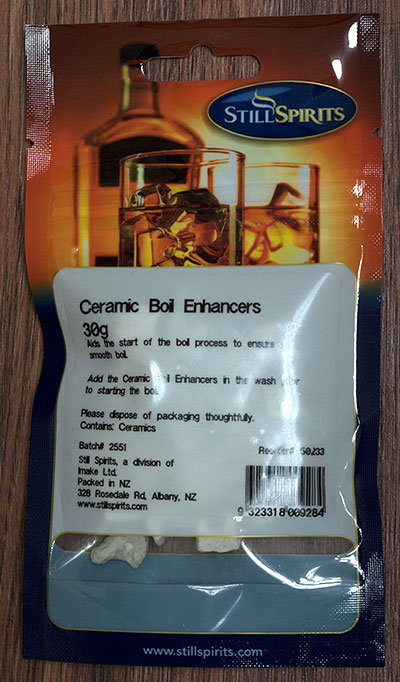 STILL SPIRITS
Ceramic Boil Enhancers
30g
Aids the start of the boil process to ensure
smooth boil.
Add the Ceramic Boil Enhancers in the wash prior
to starting the boil.
Please dispose of packaging thoughtfully.
Contains: Ceramics
Batch# 2551
Reorder# 50233
Still Spirits, a division of
Imake Ltd.
Packed in NZ
328 Rosedale Rd, Albany, NZ
www.stillspirits.com
9 323318 009284
www.stillspirits.com